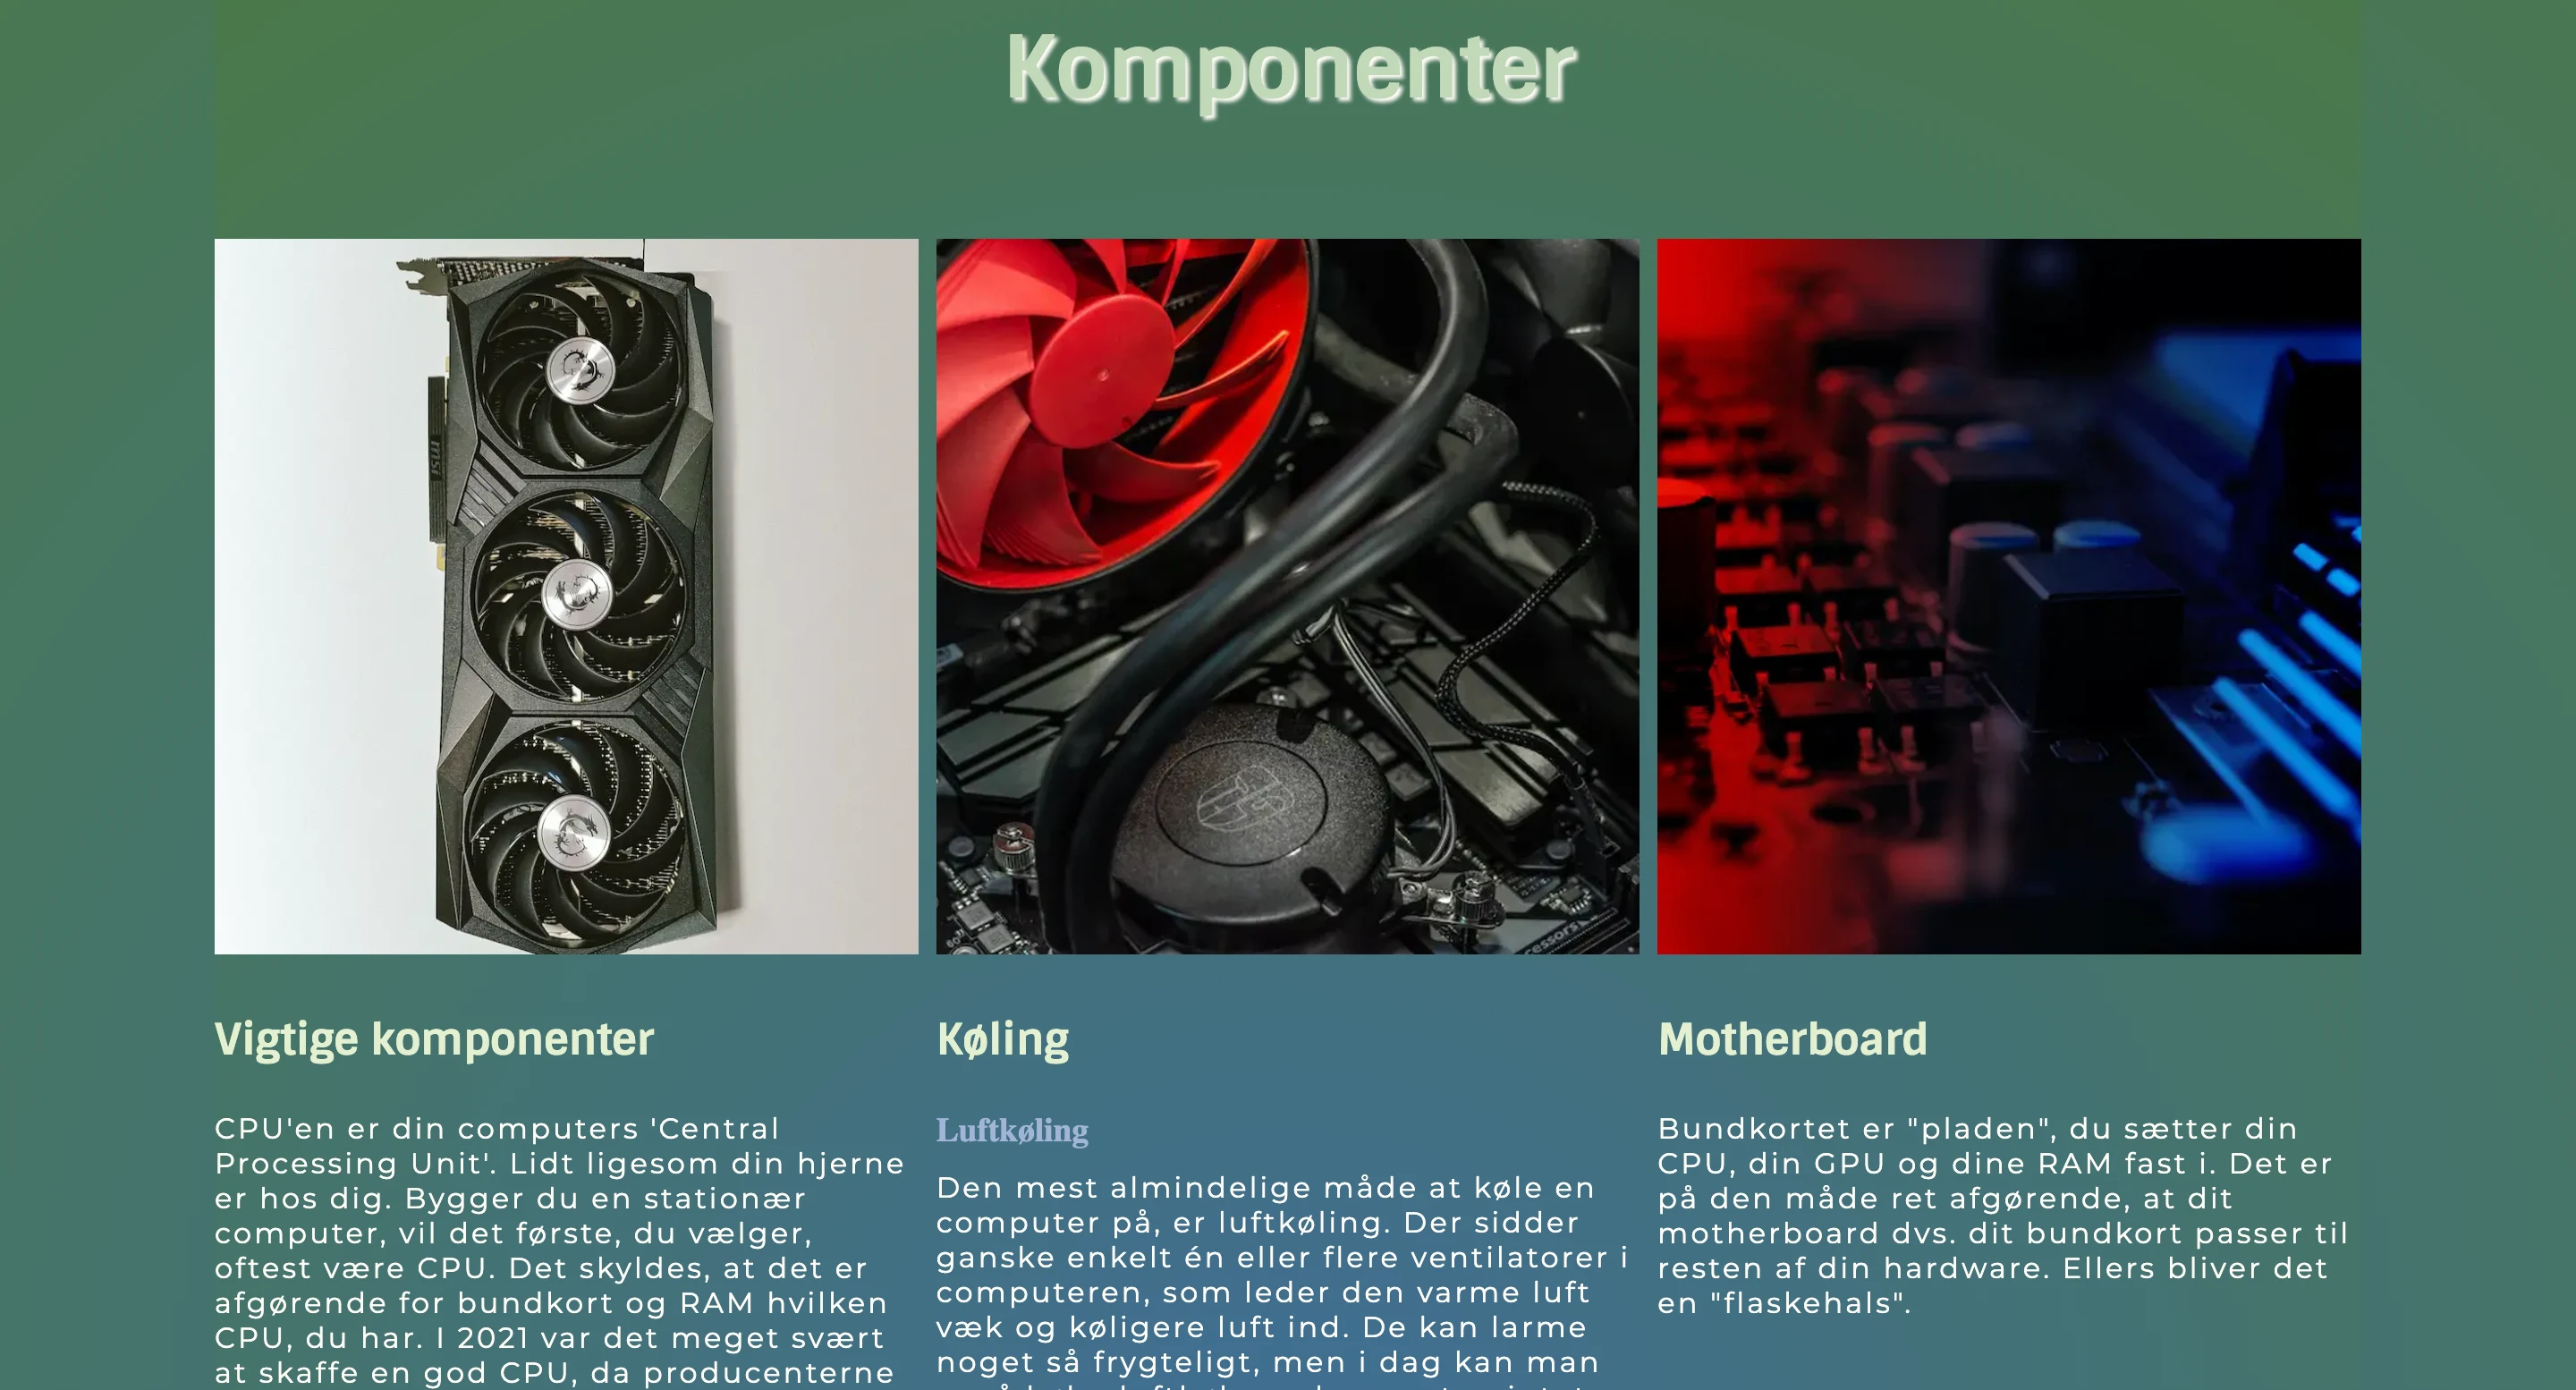 Komponenter
msi
Vigtige komponenter
CPU'en er din computers 'Central
Processing Unit'. Lidt ligesom din hjerne
er hos dig. Bygger du en stationær
computer, vil det første, du vælger,
oftest være CPU. Det skyldes, at det er
afgørende for bundkort og RAM hvilken
CPU, du har. I 2021 var det meget svært
at skaffe en god CPU, da producenterne
Køling
Luftkøling
Den mest almindelige måde at køle en
computer på, er luftkøling. Der sidder
ganske enkelt én eller flere ventilatorer i
computeren, som leder den varme luft
væk og køligere luft ind. De kan larme
noget så frygteligt, men i dag kan man
Motherboard
Bundkortet er "pladen", du sætter din
CPU, din GPU og dine RAM fast i. Det er
på den måde ret afgørende, at dit
motherboard dvs. dit bundkort passer til
resten af din hardware. Ellers bliver det
en "flaskehals".